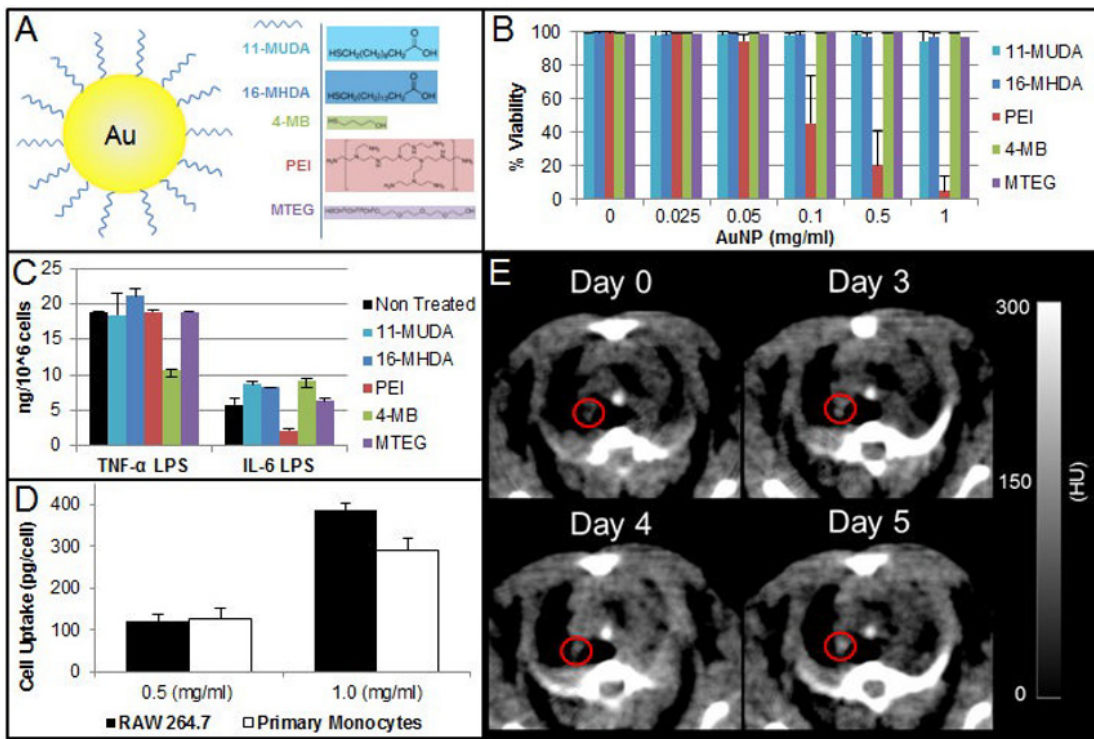 A
Au
11-MUDA
16-MHDA
4-MB
PEI
MTEG
B
% Viability
100
80
60
40
20
0
0 0.025 0.05 0.1 0.5 1
AuNP (mg/ml)
11-MUDA
16-MHDA
PEI
4-MB
MTEG
C
ng/10^6 cells
25
20
15
10
5
0
TNF-α LPS IL-6 LPS
Non Treated
11-MUDA
16-MHDA
PEI
4-MB
MTEG
D
Cell Uptake (pg/cell)
400
300
200
100
0
0.5 (mg/ml) 1.0 (mg/ml)
RAW 264.7 Primary Monocytes
E
Day 0 Day 3
Day 4 Day 5
300
150
0
(HU)